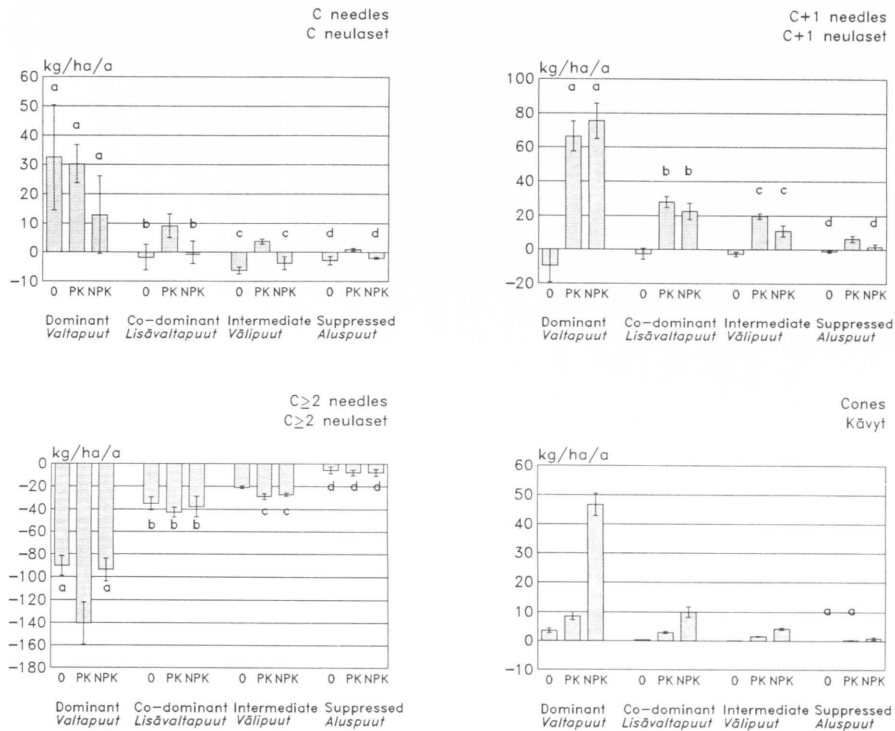 C needles
C neulaset
kg/ha/a
60
50
40
30
20
10
0
−10
a a a
b b
c c
d d
0 PK NPK 0 PK NPK 0 PK NPK 0 PK NPK
Dominant Co−dominant Intermediate Suppressed
Valtapuut Lisävaltapuut Välipuut Aluspuut
C+1 needles
C+1 neulaset
kg/ha/a
100
80
60
40
20
0
−20
a a
b b
c c
d d
0 PK NPK 0 PK NPK 0 PK NPK 0 PK NPK
Dominant Co−dominant Intermediate Suppressed
Valtapuut Lisävaltapuut Välipuut Aluspuut
C≥2 needles
C≥2 neulaset
kg/ha/a
0
−20
−40
−60
−80
−100
−120
−140
−160
−180
a a
b b b
c c
d d d
0 PK NPK 0 PK NPK 0 PK NPK 0 PK NPK
Dominant Co−dominant Intermediate Suppressed
Valtapuut Lisävaltapuut Välipuut Aluspuut
Cones
Kävyt
kg/ha/a
60
50
40
30
20
10
0
−10
a a
0 PK NPK 0 PK NPK 0 PK NPK 0 PK NPK
Dominant Co−dominant Intermediate Suppressed
Valtapuut Lisävaltapuut Välipuut Aluspuut